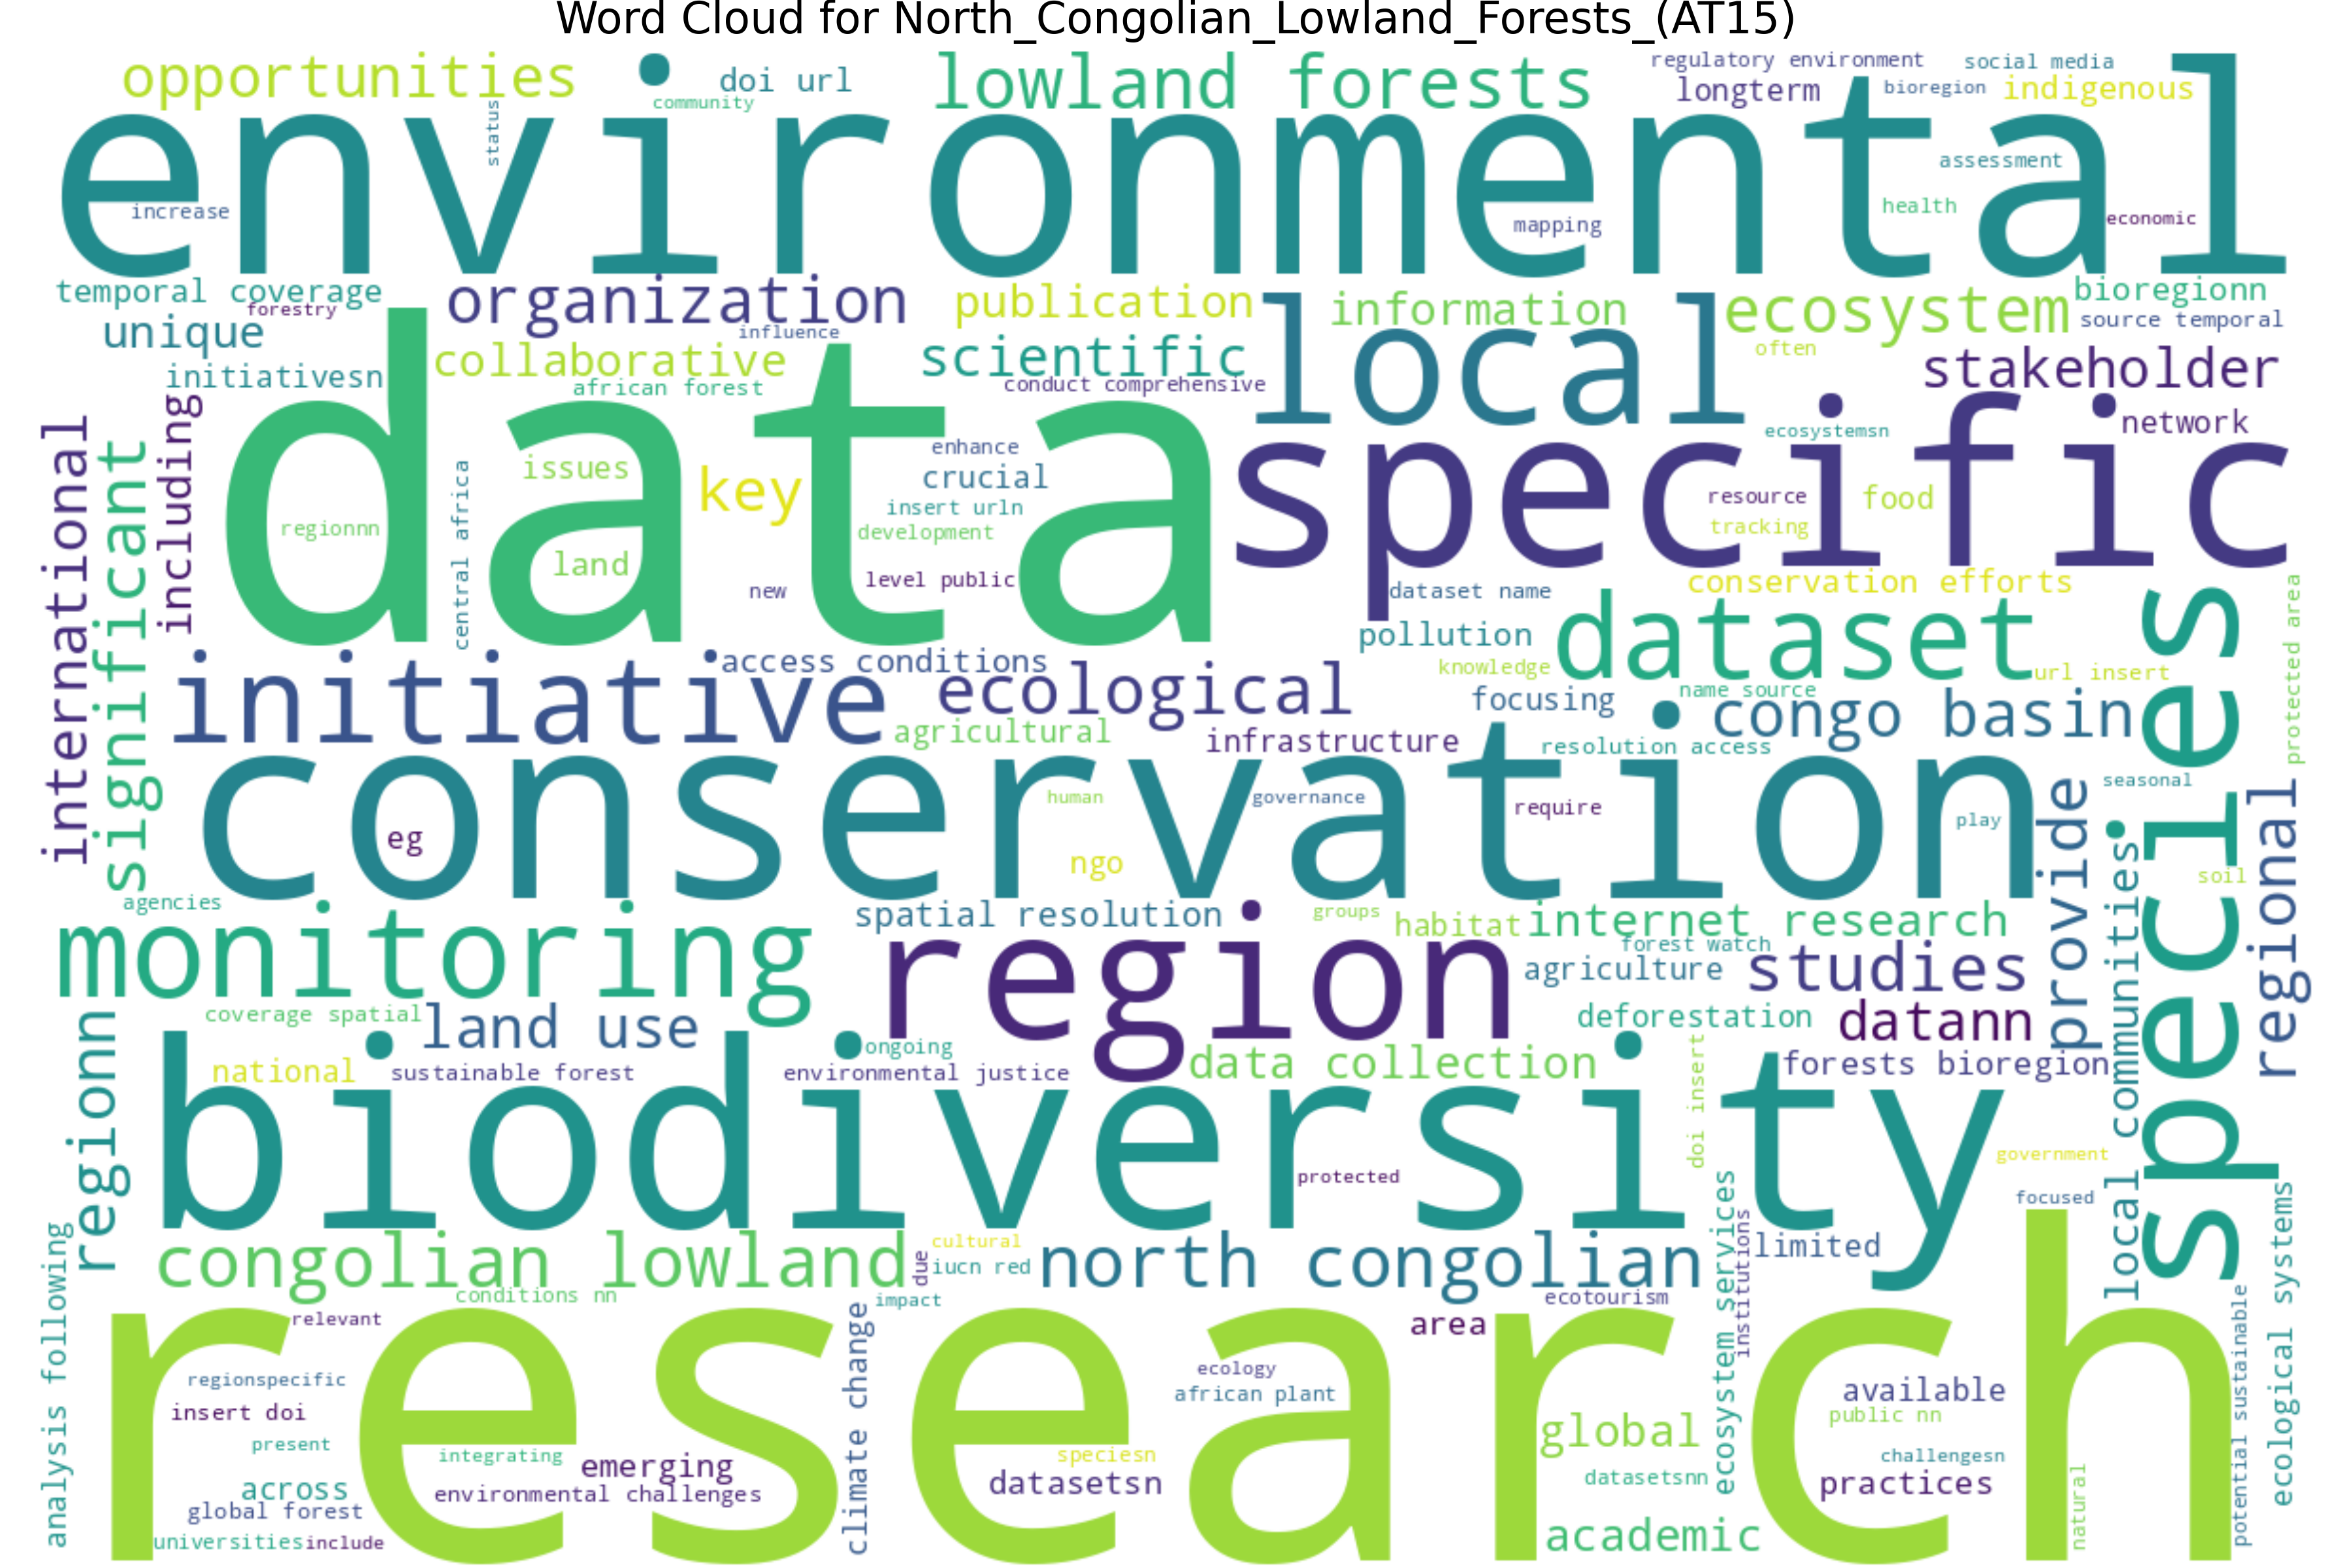 Word Cloud for North_Congolian_Lowland_Forests_(AT15)
opportunities
doi url
community
lowland forests
regulatory environment
social media
longterm
bioregion
indigenous
environmental
status
increase
assessment
health
mapping
economic
temporal coverage
forestry
unique
organization
influence
publication
information
ecosystem
bioregionn
source temporal
often
initiativesn
collaborative
african forest
scientific
conduct comprehensive
local
stakeholder
network
international
significant
including
data
regionnn
central africa
issues
land
key
new
enhance
crucial
insert urln
development
level public
specific
ecosystemsn
resource
tracking
food
dataset name
conservation efforts
pollution
dataset
knowledge
url insert
name source
protected area
species
initiative
access conditions
ecological
focusing
congo basin
agricultural
infrastructure
resolution access
seasonal
conservation
eg
human
governance
ngo
require
play
provide
local communities
soil
regional
agencies
monitoring
spatial resolution
groups
habitat
internet research
forest watch
agriculture
studies
region
coverage spatial
land use
deforestation
datann
regionn
national
sustainable forest
ongoing
environmental justice
data collection
forests bioregion
doi insert
biodiversity
protected
government
focused
congolian lowland
due
cultural
iucn red
north congolian
limited
institutions
ecosystem services
conditions nn
impact
ecotourism
analysis following
research
relevant
climate change
area
regionspecific
insert doi
present
integrating
emerging
across
environmental challenges
global forest
universities
include
ecology
african plant
speciesn
datasetsn
global
datasetsnn
academic
available
public nn
challengesn
practices
natural
potential sustainable
ecological systems